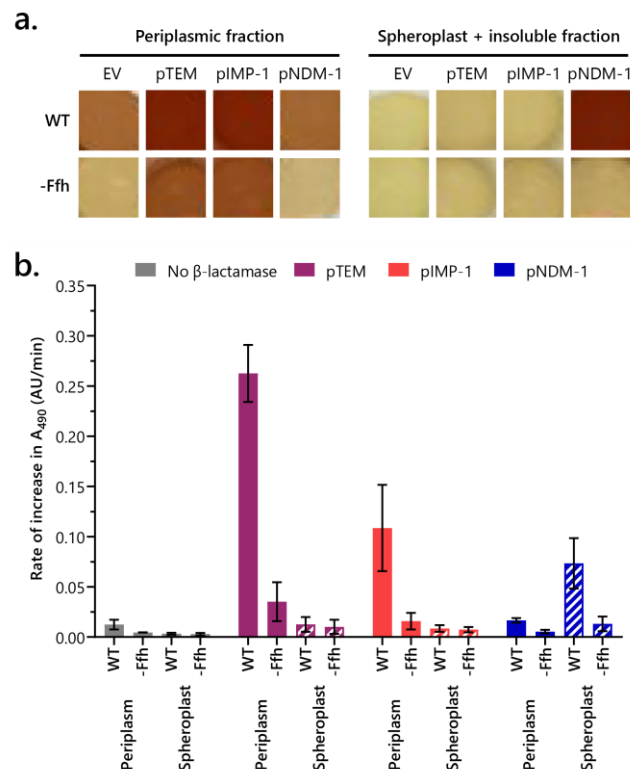 a.
Periplasmic fraction
Spheroplast + insoluble fraction
EV pTEM pIMP-1 pNDM-1
EV pTEM pIMP-1 pNDM-1
WT
-Ffh
b.
No β-lactamase pTEM pIMP-1 pNDM-1
Rate of increase in A490 (AU/min)
0.35
0.30
0.25
0.20
0.15
0.10
0.05
0.00
WT -Ffh WT -Ffh WT -Ffh WT -Ffh WT -Ffh WT -Ffh WT -Ffh WT -Ffh
Periplasm Spheroplast Periplasm Spheroplast Periplasm Spheroplast Periplasm Spheroplast